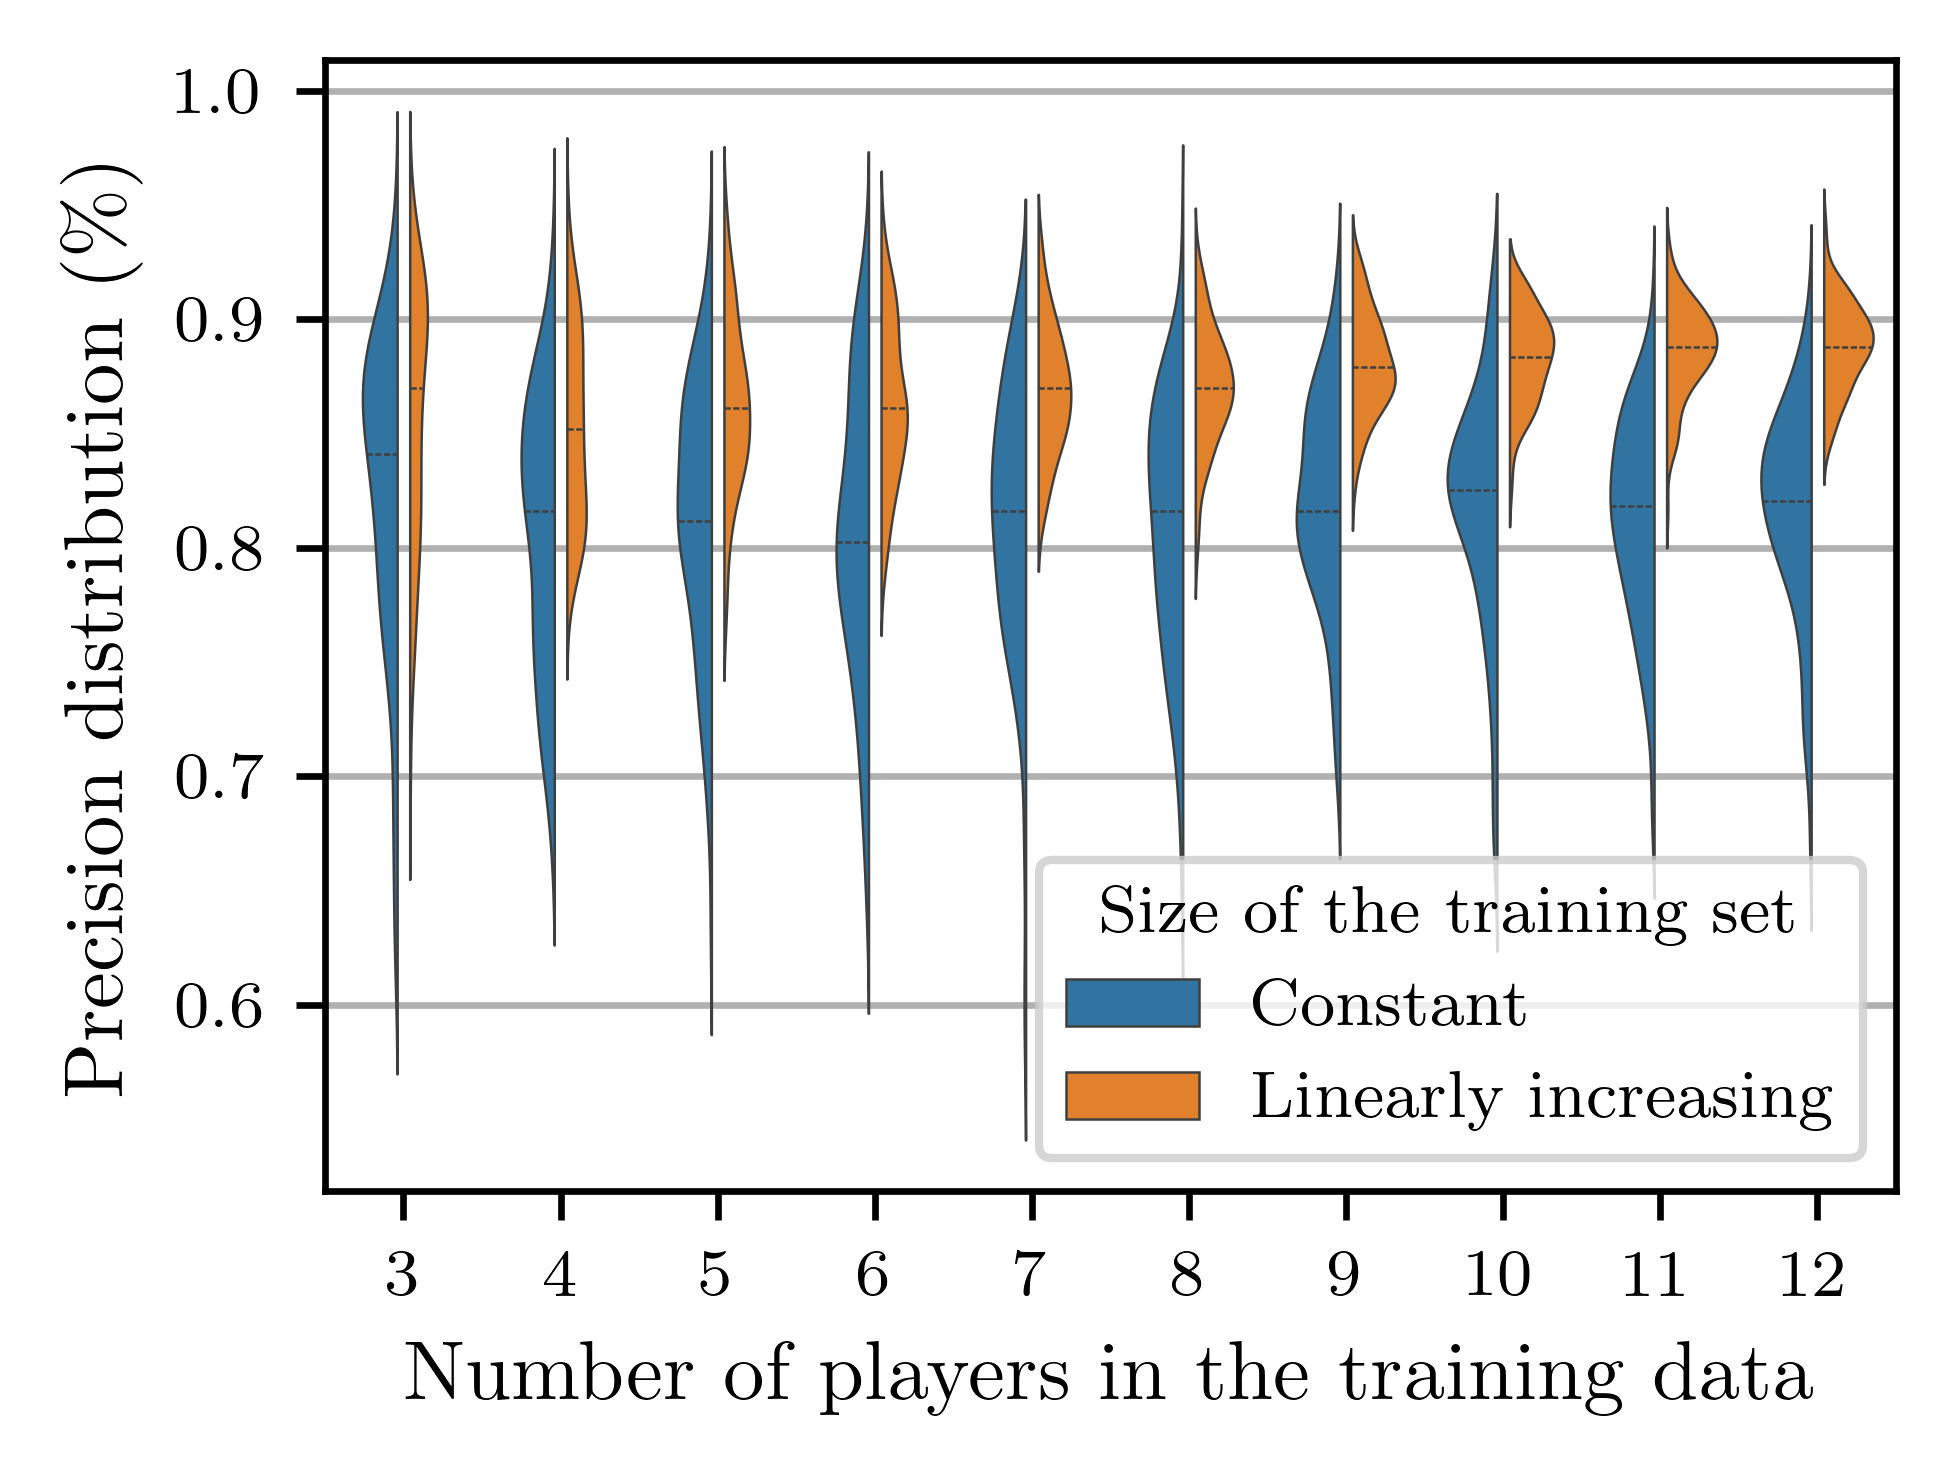 Precision distribution (%)
1.0
0.9
0.8
0.7
0.6
Size of the training set
Constant
Linearly increasing
3 4 5 6 7 8 9 10 11 12
Number of players in the training data